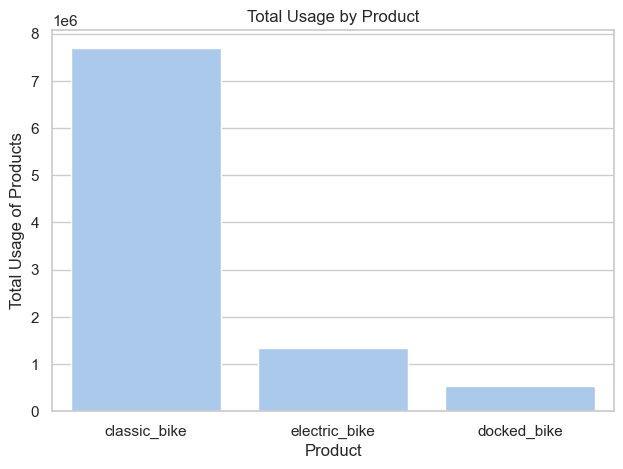 Total Usage by Product
1e6
8
7
6
5
4
3
2
1
0
Total Usage of Products
classic_bike electric_bike docked_bike
Product